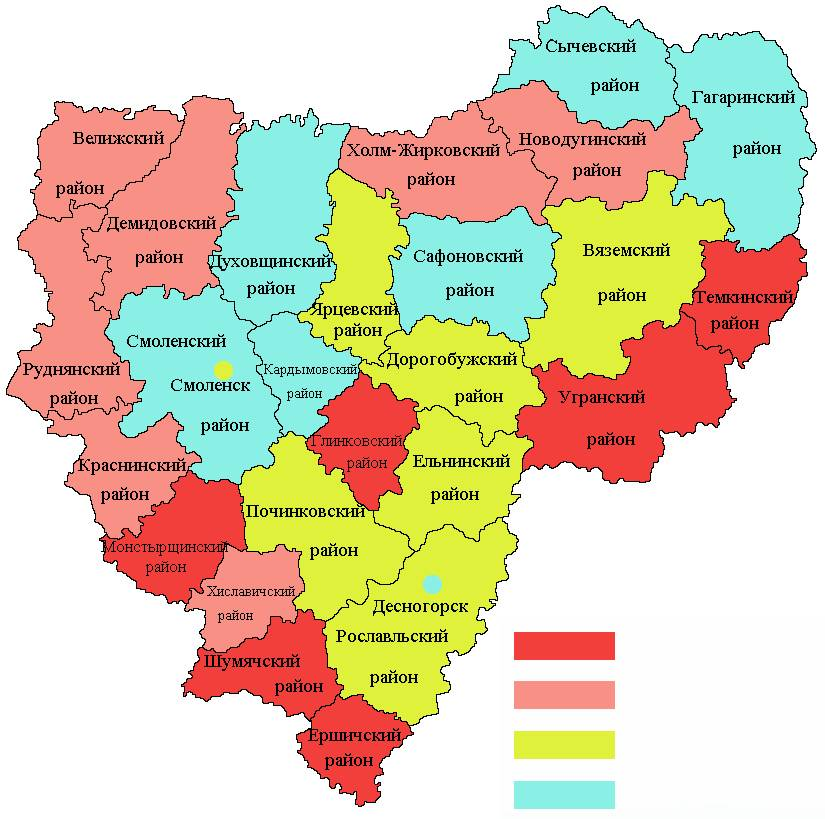 Сычевский
район
Гагаринский
район
Велижский
район
Холм-Жирковский
район
Новодугинский
район
Демидовский
район
Духовщинский
район
Сафоновский
район
Вяземский
район
Темкинский
район
Ярцевский
район
Смоленский
Смоленск
район
Кардымовский
район
Дорогобужский
район
Руднянский
район
Угранский
район
Глинковский
район
Ельнинский
район
Краснинский
район
Починковский
район
Монстырщинский
район
Хиславичский
район
Десногорск
Рославльский
район
Шумячский
район
Ершичский
район